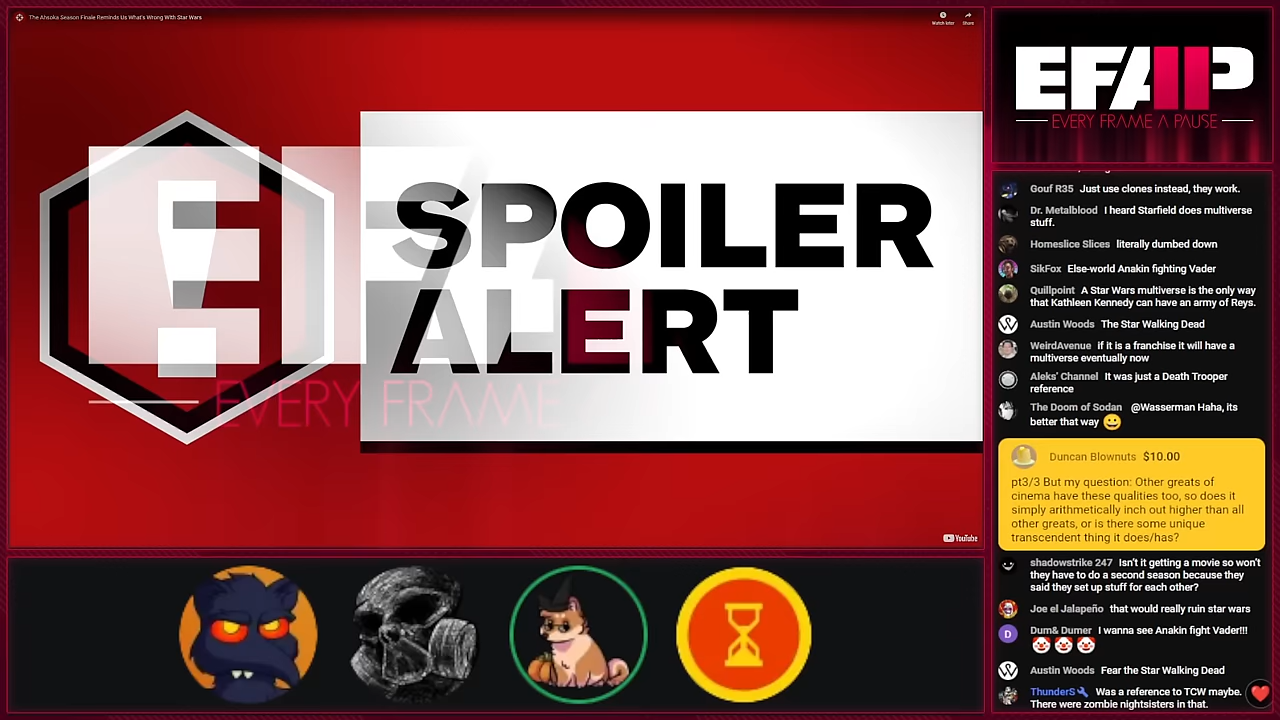 The Ahsoka Season Finale Reminds Us What's Wrong With Star Wars
Watch later
Share
SPOILER
ALERT
EVERY FRAME
YouTube
EFAP
EVERY FRAME A PAUSE
Gouf R35 Just use clones instead, they work.
Dr. Metalblood I heard Starfield does multiverse
stuff.
Homeslice Slices literally dumbed down
SikFox Else-world Anakin fighting Vader
Quillpoint A Star Wars multiverse is the only way
that Kathleen Kennedy can have an army of Reys.
Austin Woods The Star Walking Dead
WeirdAvenue if it is a franchise it will have a
multiverse eventually now
Aleks' Channel It was just a Death Trooper
reference
The Doom of Sodan @Wasserman Haha, its
better that way 😀
Duncan Blownuts $10.00
pt3/3 But my question: Other greats of
cinema have these qualities too, so does it
simply arithmetically inch out higher than all
other greats, or is there some unique
transcendent thing it does/has?
shadowstrike 247 Isn't it getting a movie so won't
they have to do a second season because they
said they set up stuff for each other?
Joe el Jalapeño that would really ruin star wars
D
Dum& Dumer I wanna see Anakin fight Vader!!!
🤡🤡🤡
Austin Woods Fear the Star Walking Dead
ThunderS Was a reference to TCW maybe.
There were zombie nightsisters in that.